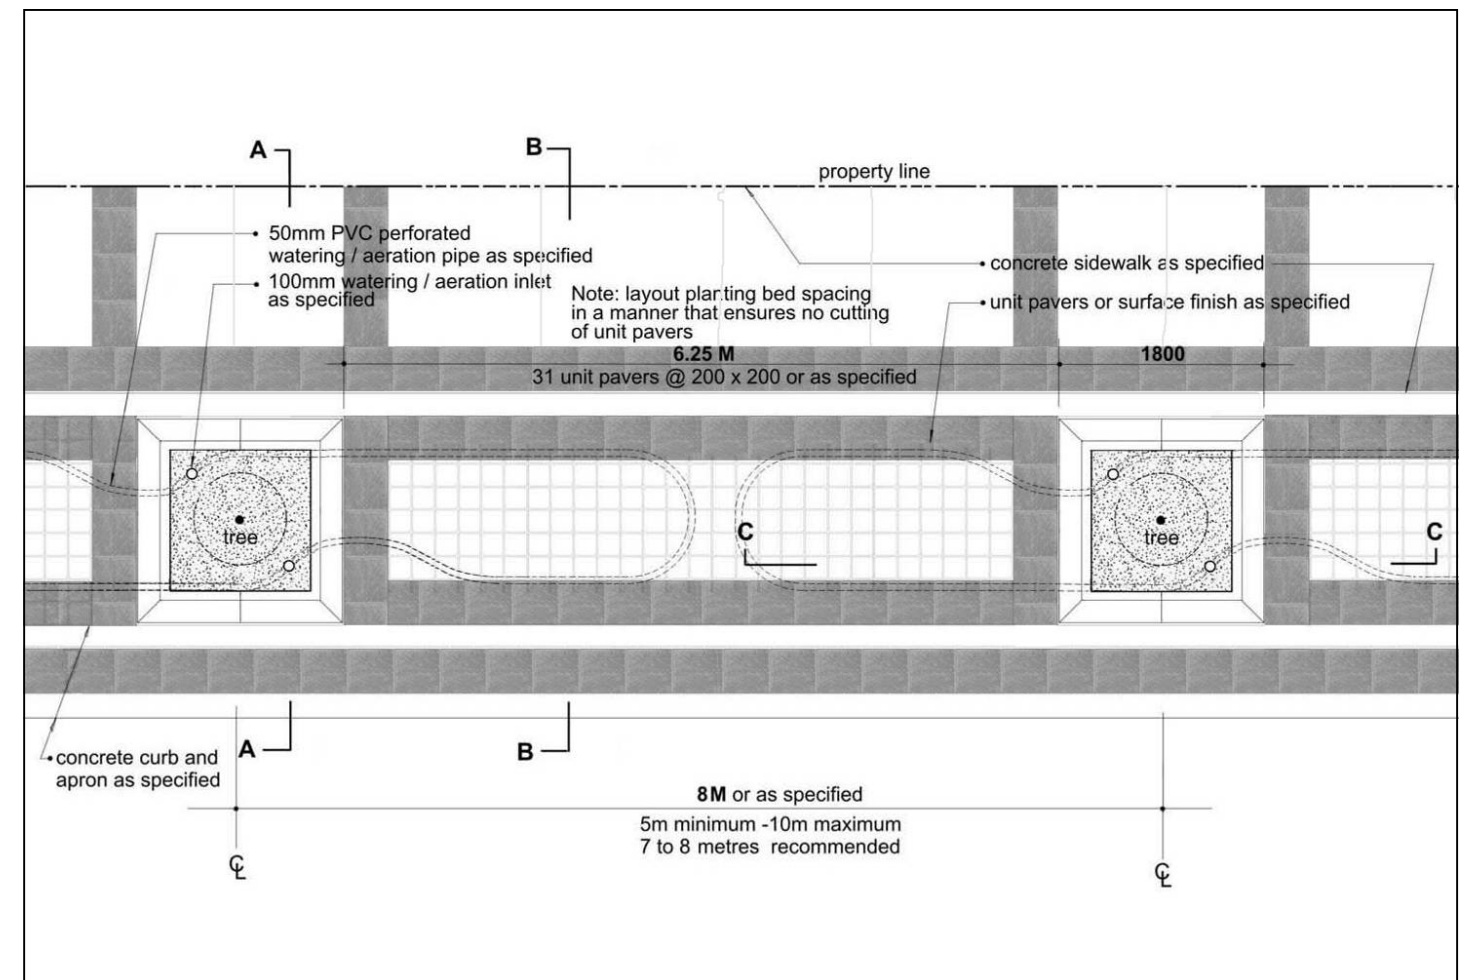 A
B
property line
50mm PVC perforated
watering / aeration pipe as specified
100mm watering / aeration inlet
as specified
Note: layout planting bed spacing
in a manner that ensures no cutting
of unit pavers
concrete sidewalk as specified
unit pavers or surface finish as specified
6.25 M
1800
31 unit pavers @ 200 x 200 or as specified
tree
C
tree
C
concrete curb and
apron as specified
A
B
8M or as specified
5m minimum -10m maximum
7 to 8 metres recommended
℄
℄